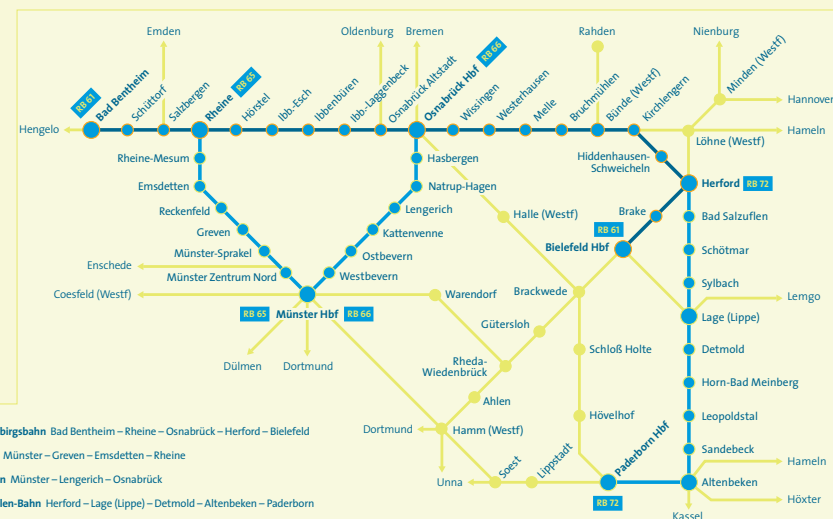 Emden
Oldenburg
Bremen
Rahden
Nienburg
RB 61
Bad Bentheim
Schüttorf
Salzbergen
Rheine
RB 65
Hörstel
Ibb-Esch
Ibbenbüren
Ibb.-Laggenbeck
Osnabrück Altstadt
Osnabrück Hbf
RB 66
Wissingen
Westerhausen
Melle
Bruchmühlen
Bünde (Westf)
Kirchlengern
Minden (Westf)
Hannover
Hengelo
Hameln
Löhne (Westf)
Rheine-Mesum
Hasbergen
Hiddenhausen-
Schweicheln
Emsdetten
Natrup-Hagen
Herford
RB 72
Reckenfeld
Lengerich
Halle (Westf)
Brake
Bad Salzuflen
Greven
Kattenvenne
RB 61
Bielefeld Hbf
Schötmar
Münster-Sprakel
Ostbevern
Enschede
Münster Zentrum Nord
Westbevern
Sylbach
Coesfeld (Westf)
Warendorf
Brackwede
Lemgo
RB 65
Münster Hbf
RB 66
Gütersloh
Lage (Lippe)
Schloß Holte
Detmold
Dülmen
Dortmund
Rheda-
Wiedenbrück
Horn-Bad Meinberg
Ahlen
Hövelhof
Leopoldstal
Dortmund
Hamm (Westf)
birgsbahn Bad Bentheim – Rheine – Osnabrück – Herford – Bielefeld
Münster – Greven – Emsdetten – Rheine
n Münster – Lengerich – Osnabrück
len-Bahn Herford – Lage (Lippe) – Detmold – Altenbeken – Paderborn
Sandebeck
Hameln
Unna
Soest
Lippstadt
Paderborn Hbf
RB 72
Altenbeken
Höxter
Kassel